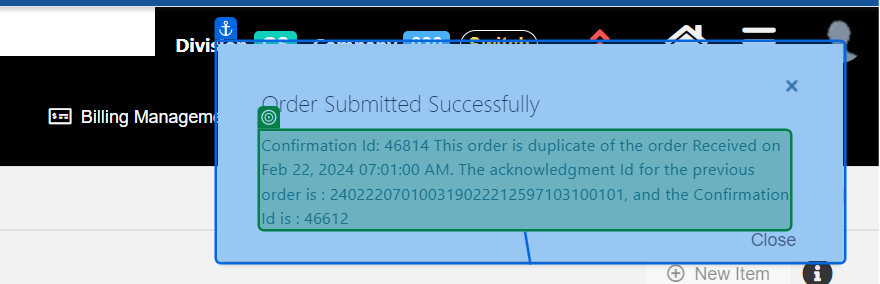 Division Company Switch
Billing Manageme
Order Submitted Successfully
Confirmation Id: 46814 This order is duplicate of the order Received on
Feb 22, 2024 07:01:00 AM. The acknowledgment Id for the previous
order is : 24022207010031902221259710310​0101, and the Confirmation
Id is : 46612
Close
New Item